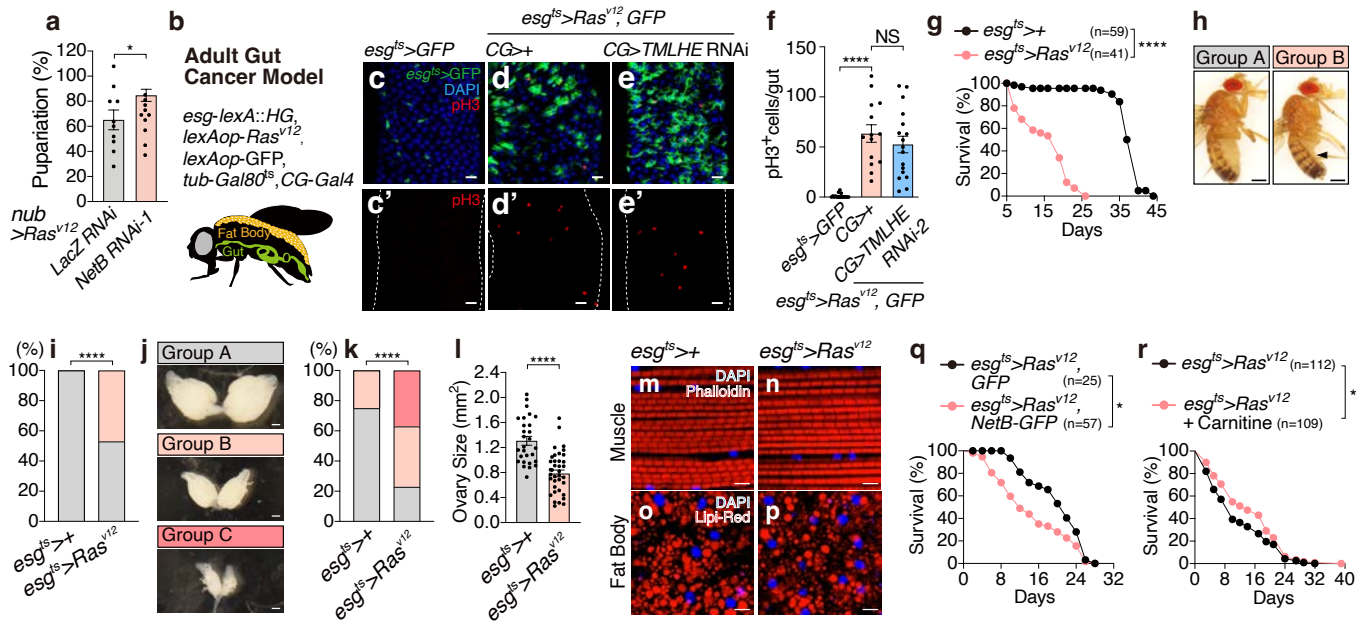 a
Pupariation (%)
120
100
80
60
40
20
0
*
nub
>Ras^v12
LacZ RNAi
NetB RNAi-1
b
Adult Gut
Cancer Model
esg-lexA::HG,
lexAop-Ras^v12,
lexAop-GFP,
tub-Gal80^ts,CG-Gal4
Fat Body
Gut
esg^ts>Ras^v12, GFP
esg^ts>GFP
CG>+
CG>TMLHE RNAi
c
esg^ts>GFP
DAPI
pH3
d
e
c'
pH3
d'
e'
f
pH3+ cells/gut
150
100
50
0
NS
****
esg^ts>GFP
CG>+
CG>TMLHE
RNAi-2
esg^ts>Ras^v12, GFP
g
esg^ts>+ (n=59)
esg^ts>Ras^v12 (n=41)
****
Survival (%)
100
80
60
40
20
0
5 15 25 35 45
Days
h
Group A
Group B
i
(%)
****
100
80
60
40
20
0
esg^ts>+
esg^ts>Ras^v12
j
Group A
Group B
Group C
k
(%)
****
100
80
60
40
20
0
esg^ts>+
esg^ts>Ras^v12
l
Ovary Size (mm²)
****
2.4
2.0
1.6
1.2
0.8
0.4
0
esg^ts>+
esg^ts>Ras^v12
esg^ts>+
esg^ts>Ras^v12
Muscle
m
DAPI
Phalloidin
n
Fat Body
o
DAPI
Lipi-Red
p
q
esg^ts>Ras^v12,
GFP (n=25)
esg^ts>Ras^v12,
NetB-GFP (n=57)
*
Survival (%)
100
80
60
40
20
0
0 8 16 24 32
Days
r
esg^ts>Ras^v12 (n=112)
esg^ts>Ras^v12
+ Carnitine (n=109)
*
Survival (%)
100
80
60
40
20
0
0 10 20 30 40
Days